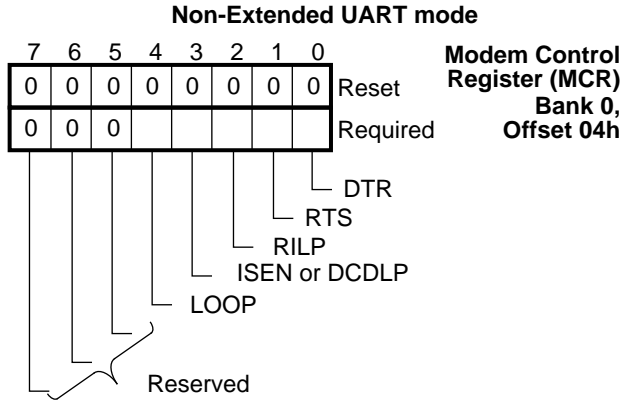 Non-Extended UART mode
7 6 5 4 3 2 1 0
Modem Control
Register (MCR)
Bank 0,
Offset 04h
0 0 0 0 0 0 0 0 Reset
0 0 0 Required
DTR
RTS
RILP
ISEN or DCDLP
LOOP
Reserved